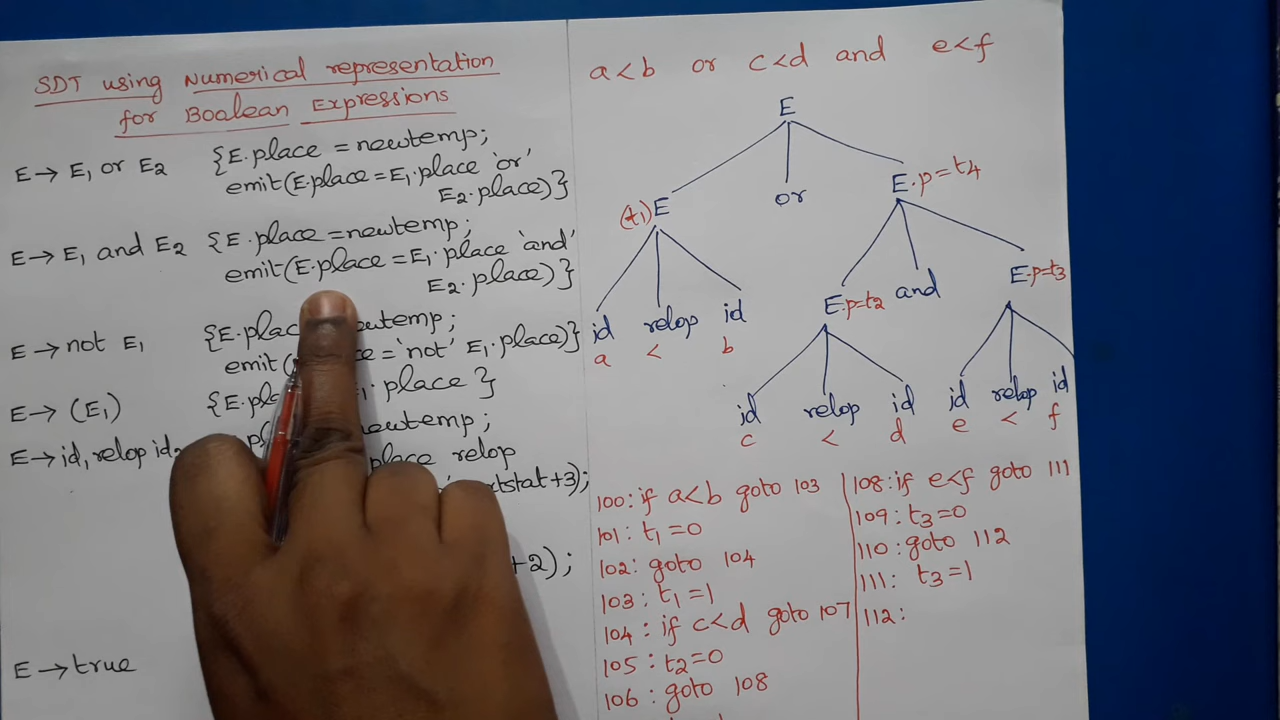 SDT using Numerical representation
for Boolean Expressions
E → E1 or E2 {E.place = newtemp;
emit(E.place = E1.place 'or'
E2.place)}
E → E1 and E2 {E.place = newtemp;
emit(E.place = E1.place 'and'
E2.place)}
E → not E1 {E. newtemp;
emit( = 'not' E1.place)}
E → (E1) {E. place }
E → id, relop id
newtemp;
place relop
+3);
+2);
E → true
a < b or c < d and e < f
E
(t1) E or E.p = t4
id relop id E.p = t2 and E.p = t3
a < b
id relop id id relop id
c < d e < f
100: if a < b goto 103
101: t1 = 0
102: goto 104
103: t1 = 1
104: if c < d goto 107
105: t2 = 0
106: goto 108
108: if e < f goto 111
109: t3 = 0
110: goto 112
111: t3 = 1
112: